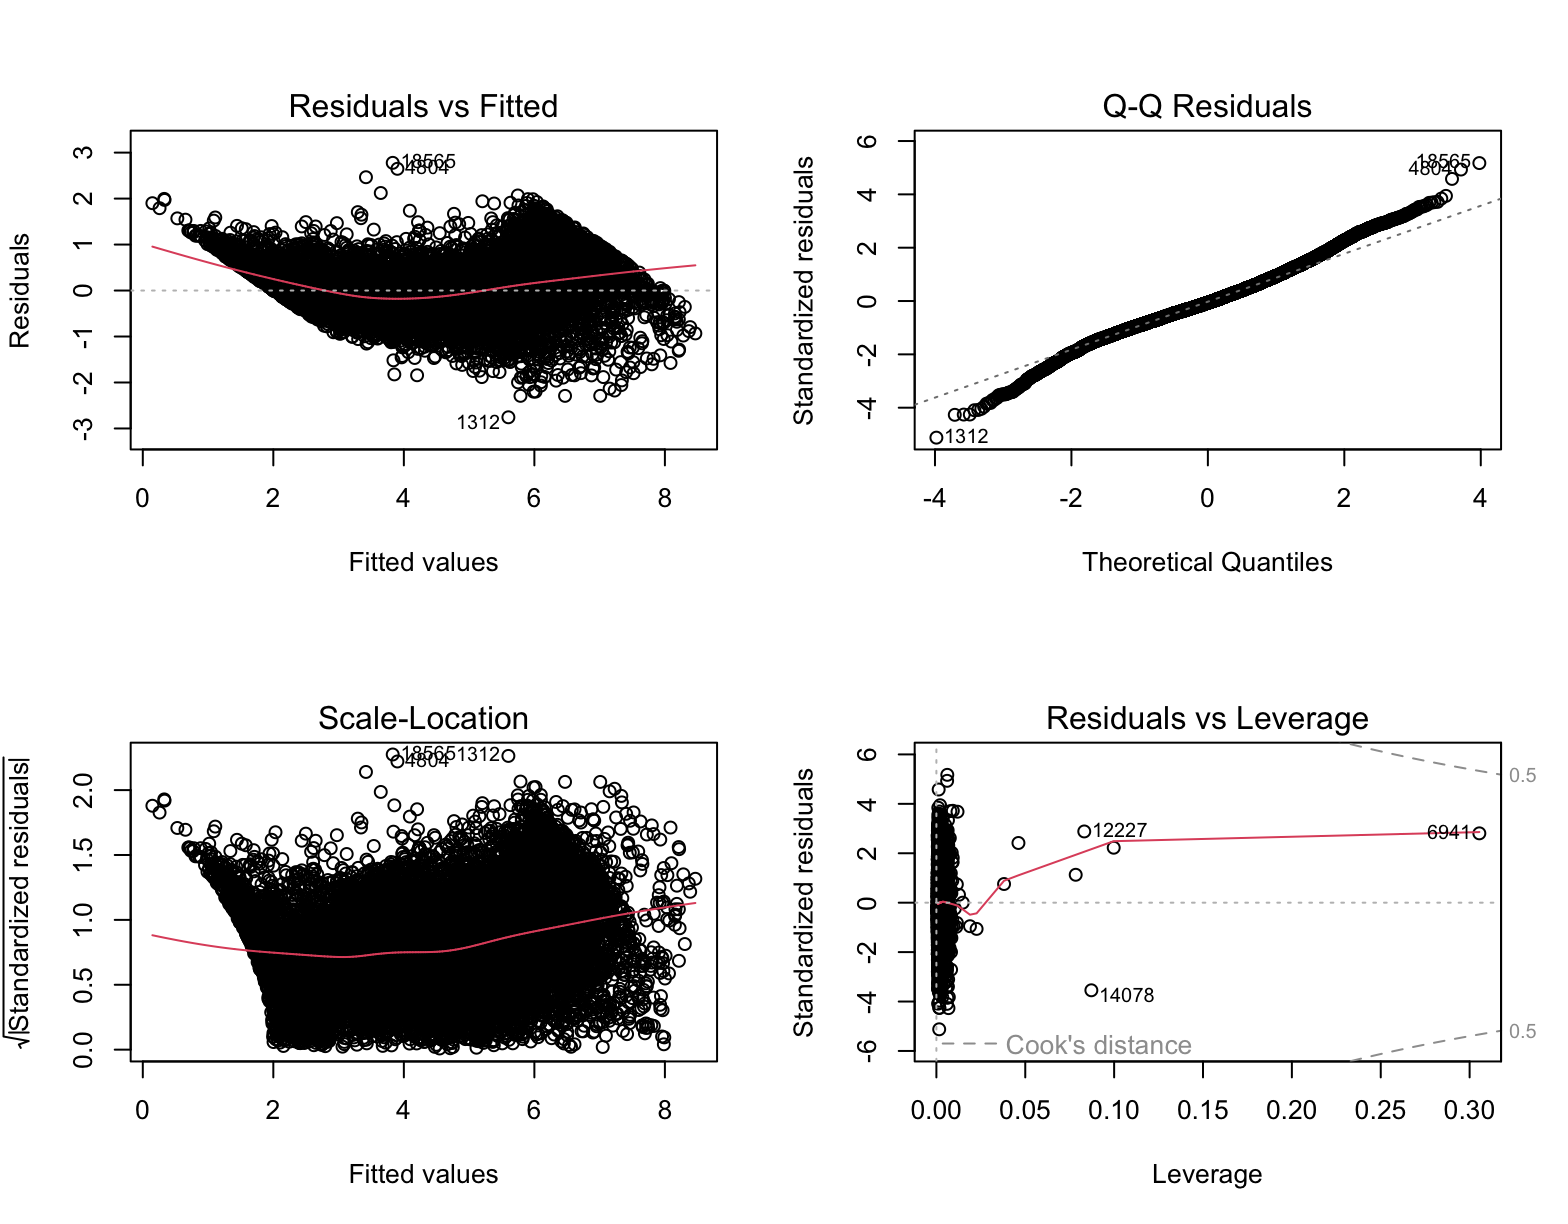 Residuals vs Fitted
Residuals
3
2
1
0
-1
-2
-3
18565
4804
1312
0 2 4 6 8
Fitted values
Q-Q Residuals
Standardized residuals
6
4
2
0
-2
-4
18565
4804
1312
-4 -2 0 2 4
Theoretical Quantiles
Scale-Location
√|Standardized residuals|
2.0
1.5
1.0
0.5
0.0
18565
4804
1312
0 2 4 6 8
Fitted values
Residuals vs Leverage
Standardized residuals
6
4
2
0
-2
-4
-6
0.5
12227
6941
14078
0.5
Cook's distance
0.00 0.05 0.10 0.15 0.20 0.25 0.30
Leverage